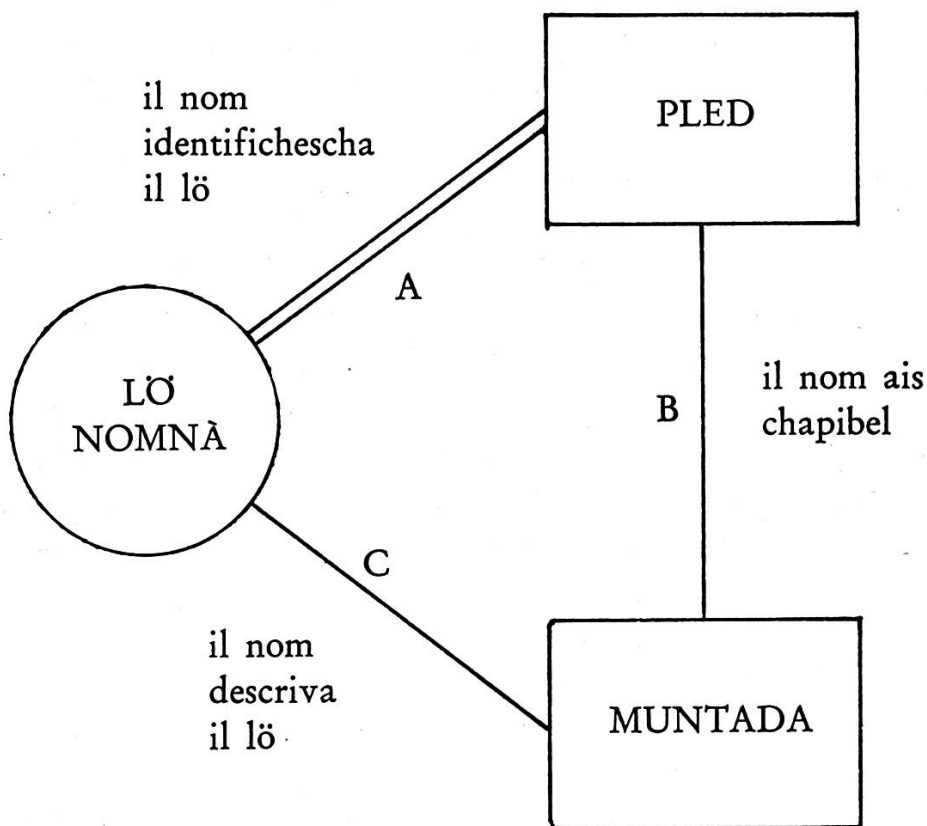 il nom
identifichescha
il lö
PLED
A
LÖ
NOMNÀ
B
il nom ais
chapibel
C
il nom
descriva
il lö
MUNTADA